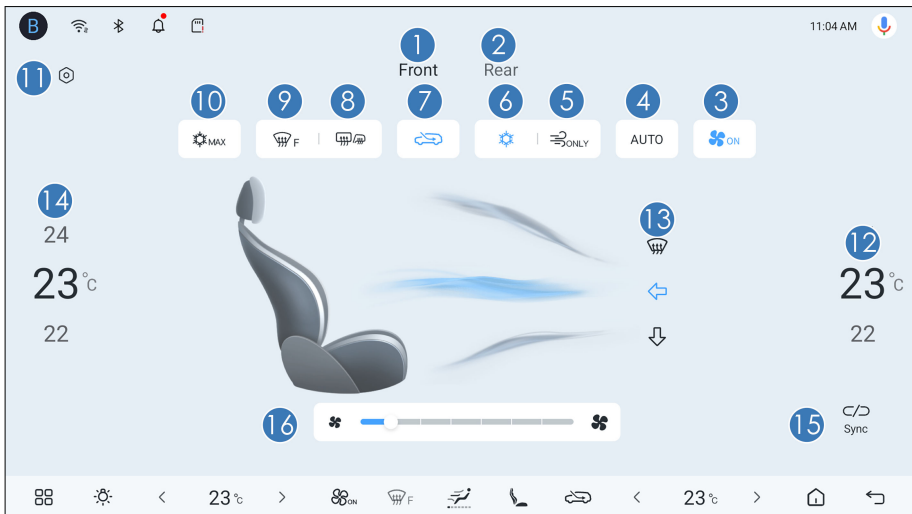 B
11:04 AM
1 2
Front Rear
11
10 9 8 7 6 5 4 3
MAX F ONLY AUTO ON
14 13 12
24
23 °C 23 °C
22 22
16 15
Sync
23 °C ON F 23 °C